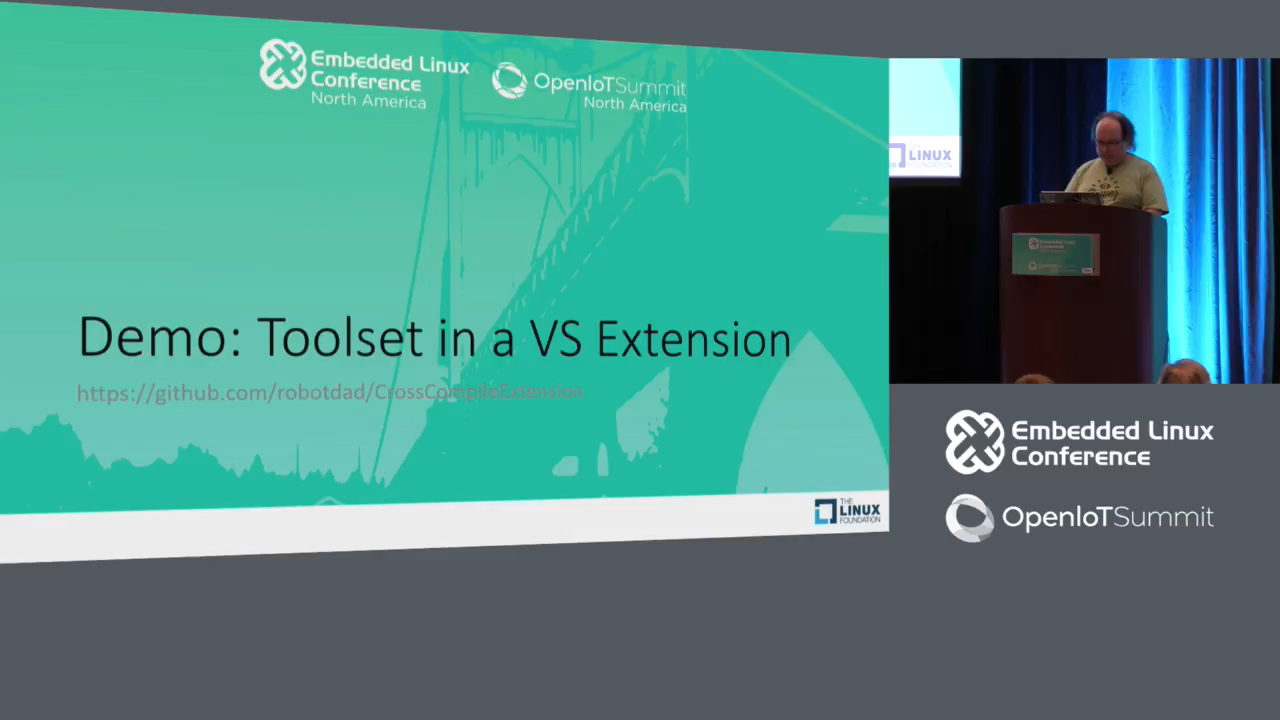 Embedded Linux
Conference
North America
OpenIoTSummit
North America
Demo: Toolset in a VS Extension
https://github.com/robotdad/CrossCompileExtension
THE
LINUX
FOUNDATION
LINUX
Embedded Linux
Conference
OpenIoTSummit